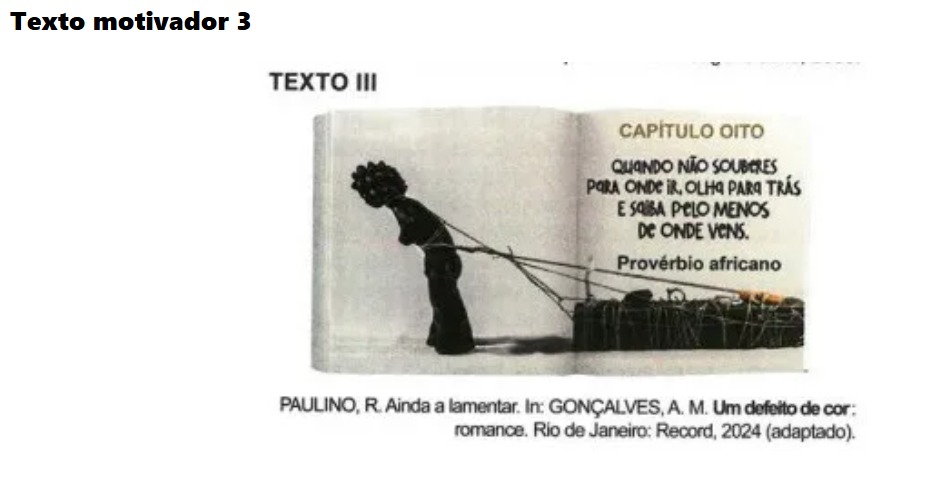 Texto motivador 3
TEXTO III
CAPÍTULO OITO
QUANDO NÃO SOUBERES
PARA ONDE IR, OLHA PARA TRÁS
E SAIBA PELO MENOS
DE ONDE VENS.
Provérbio africano
PAULINO, R. Ainda a lamentar. In: GONÇALVES, A. M. Um defeito de cor:
romance. Rio de Janeiro: Record, 2024 (adaptado).